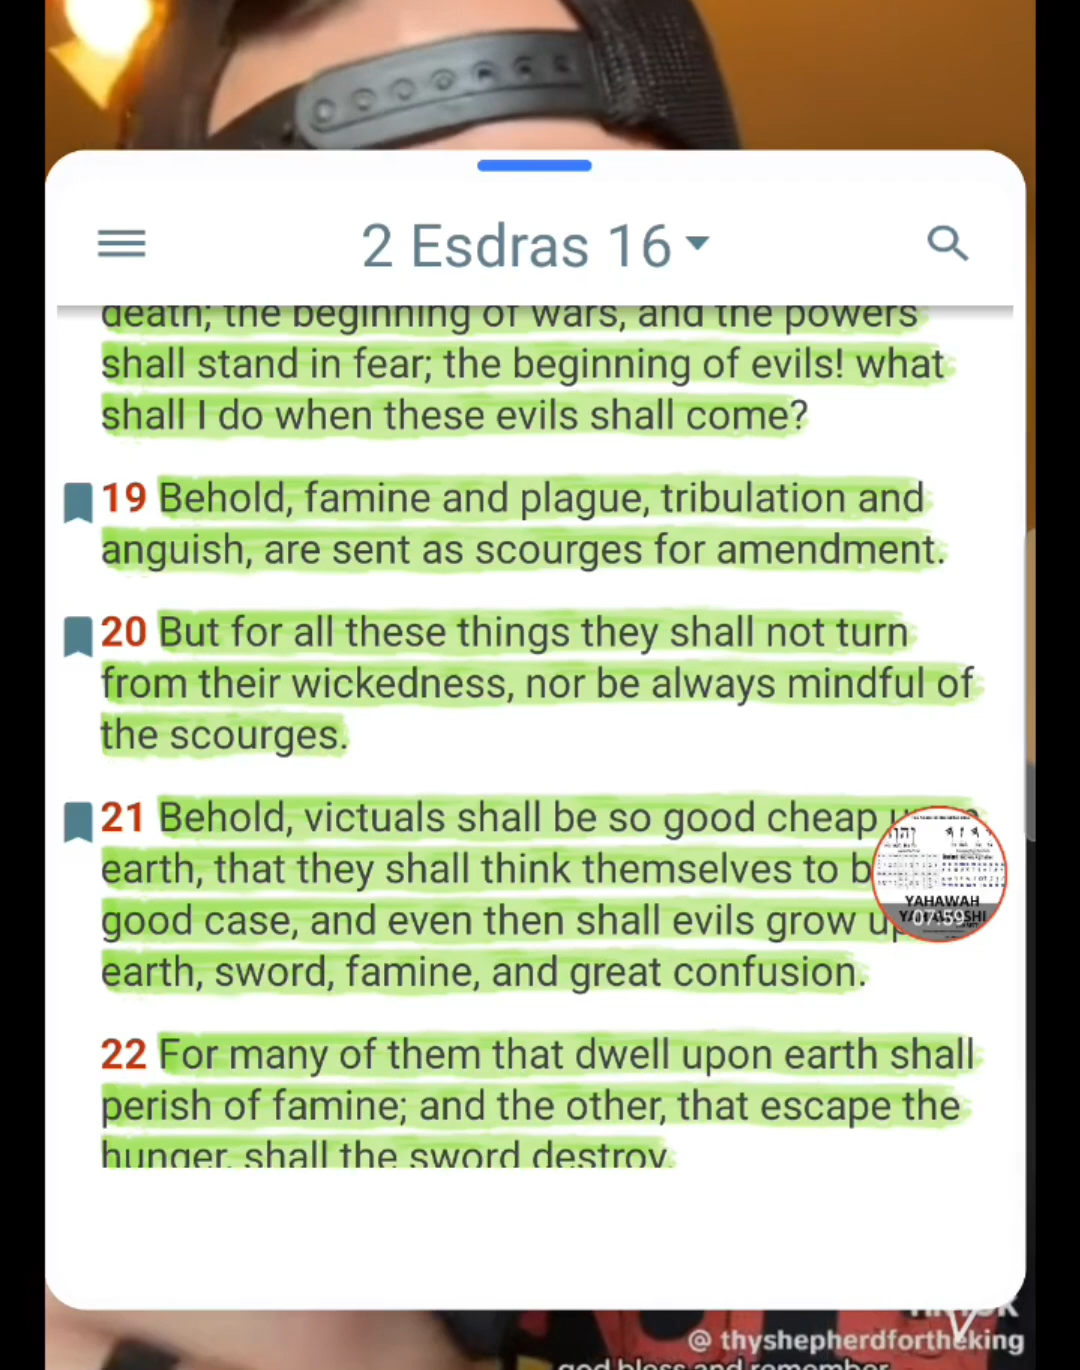 2 Esdras 16
death; the beginning of wars, and the powers
shall stand in fear; the beginning of evils! what
shall I do when these evils shall come?
19 Behold, famine and plague, tribulation and
anguish, are sent as scourges for amendment.
20 But for all these things they shall not turn
from their wickedness, nor be always mindful of
the scourges.
21 Behold, victuals shall be so good cheap
earth, that they shall think themselves to
good case, and even then shall evils grow
earth, sword, famine, and great confusion.
YAHAWAH
07:59
22 For many of them that dwell upon earth shall
perish of famine; and the other, that escape the
hunger, shall the sword destroy.
@ thyshepherdfortheking
god bless and remember